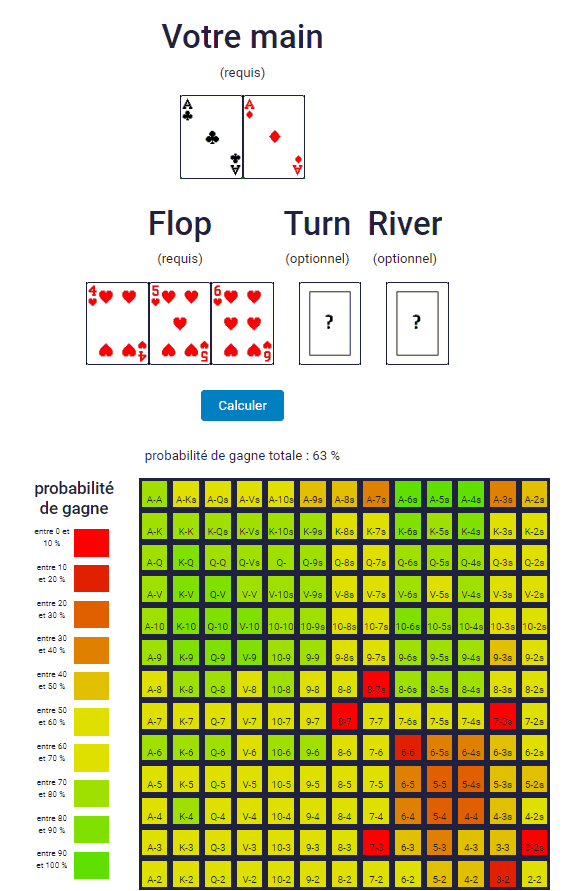 Votre main
(requis)
A A
A A
Flop Turn River
(requis) (optionnel) (optionnel)
4 5 6 ? ?
4 5 6
Calculer
probabilité de gagne totale : 63 %
probabilité
de gagne
entre 0 et
10 %
entre 10
et 20 %
entre 20
et 30 %
entre 30
et 40 %
entre 40
et 50 %
entre 50
et 60 %
entre 60
et 70 %
entre 70
et 80 %
entre 80
et 90 %
entre 90
et 100 %
A-A A-Ks A-Qs A-Vs A-10s A-9s A-8s A-7s A-6s A-5s A-4s A-3s A-2s
A-K K-K K-Qs K-Vs K-10s K-9s K-8s K-7s K-6s K-5s K-4s K-3s K-2s
A-Q K-Q Q-Q Q-Vs Q- Q-9s Q-8s Q-7s Q-6s Q-5s Q-4s Q-3s Q-2s
A-V K-V Q-V V-V V-10s V-9s V-8s V-7s V-6s V-5s V-4s V-3s V-2s
A-10 K-10 Q-10 V-10 10-10 10-9s 10-8s 10-7s 10-6s 10-5s 10-4s 10-3s 10-2s
A-9 K-9 Q-9 V-9 10-9 9-9 9-8s 9-7s 9-6s 9-5s 9-4s 9-3s 9-2s
A-8 K-8 Q-8 V-8 10-8 9-8 8-8 8-7s 8-6s 8-5s 8-4s 8-3s 8-2s
A-7 K-7 Q-7 V-7 10-7 9-7 8-7 7-7 7-6s 7-5s 7-4s 7-3s 7-2s
A-6 K-6 Q-6 V-6 10-6 9-6 8-6 7-6 6-6 6-5s 6-4s 6-3s 6-2s
A-5 K-5 Q-5 V-5 10-5 9-5 8-5 7-5 6-5 5-5 5-4s 5-3s 5-2s
A-4 K-4 Q-4 V-4 10-4 9-4 8-4 7-4 6-4 5-4 4-4 4-3s 4-2s
A-3 K-3 Q-3 V-3 10-3 9-3 8-3 7-3 6-3 5-3 4-3 3-3 3-2s
A-2 K-2 Q-2 V-2 10-2 9-2 8-2 7-2 6-2 5-2 4-2 3-2 2-2